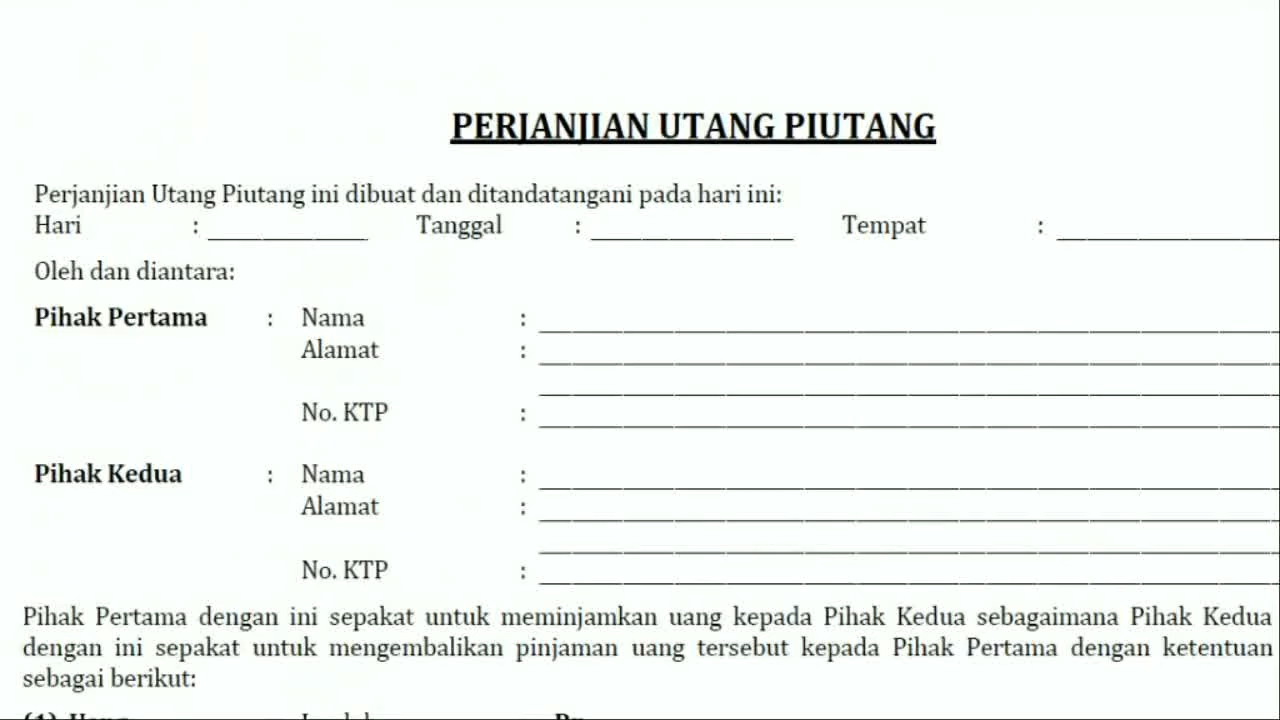 PERJANJIAN UTANG PIUTANG
Perjanjian Utang Piutang ini dibuat dan ditandatangani pada hari ini:
Hari : Tanggal : Tempat :
Oleh dan diantara:
Pihak Pertama : Nama :
Alamat :
No. KTP :
Pihak Kedua : Nama :
Alamat :
No. KTP :
Pihak Pertama dengan ini sepakat untuk meminjamkan uang kepada Pihak Kedua sebagaimana Pihak Kedua
dengan ini sepakat untuk mengembalikan pinjaman uang tersebut kepada Pihak Pertama dengan ketentuan
sebagai berikut: